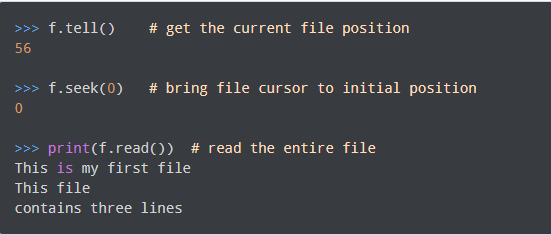 >>> f.tell()    # get the current file position
56
>>> f.seek(0)   # bring file cursor to initial position
0
>>> print(f.read())  # read the entire file
This is my first file
This file
contains three lines